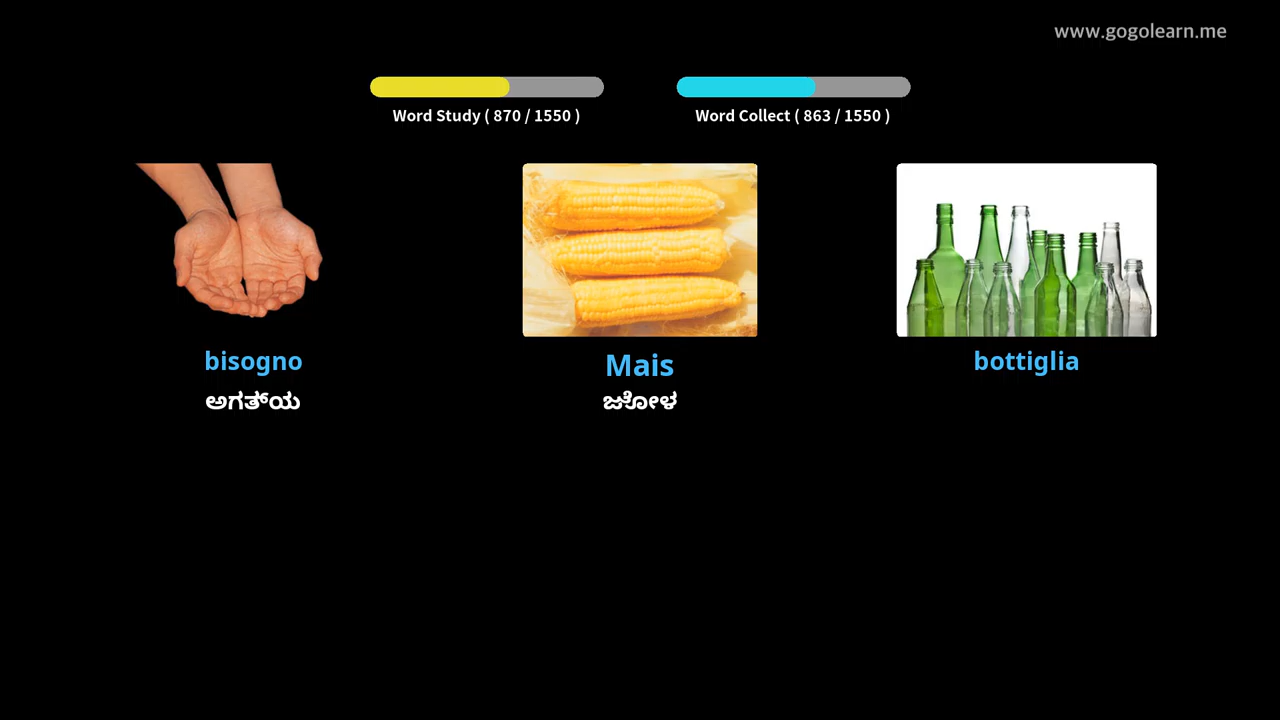 www.gogolearn.me
Word Study ( 870 / 1550 )
Word Collect ( 863 / 1550 )
bisogno
Mais
bottiglia
ಅಗತ್ಯ
ಜೋಳ